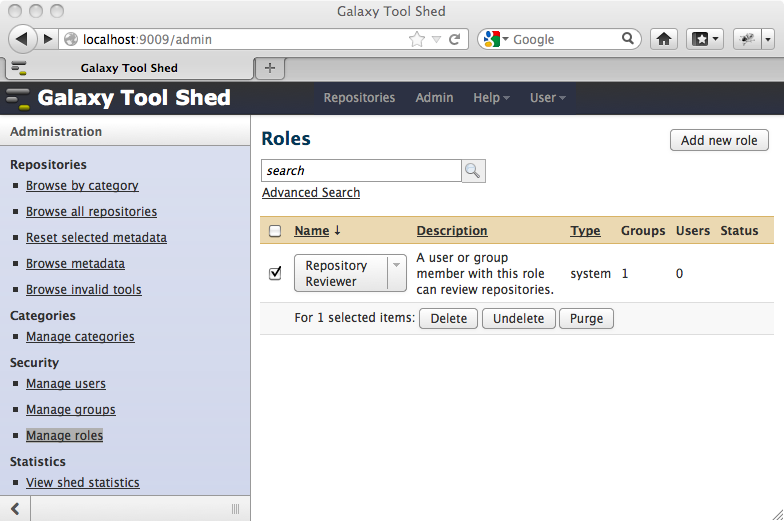 Galaxy Tool Shed
localhost:9009/admin
Google
Galaxy Tool Shed
Galaxy Tool Shed
Repositories Admin Help User
Administration
Repositories
Browse by category
Browse all repositories
Reset selected metadata
Browse metadata
Browse invalid tools
Categories
Manage categories
Security
Manage users
Manage groups
Manage roles
Statistics
View shed statistics
Roles
Add new role
search
Advanced Search
Name ↓ Description Type Groups Users Status
Repository Reviewer
A user or group
member with this role
can review repositories.
system 1 0
For 1 selected items: Delete Undelete Purge